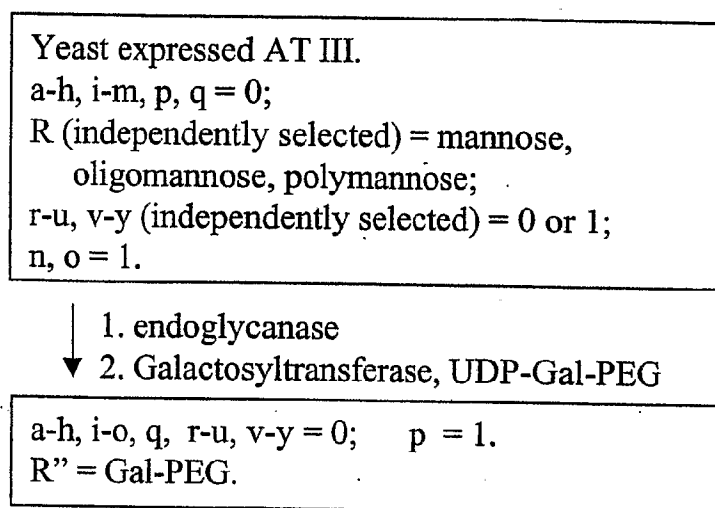 Yeast expressed AT III.
a-h, i-m, p, q = 0;
R (independently selected) = mannose,
oligomannose, polymannose;
r-u, v-y (independently selected) = 0 or 1;
n, o = 1.
1. endoglycanase
2. Galactosyltransferase, UDP-Gal-PEG
a-h, i-o, q, r-u, v-y = 0; p = 1.
R” = Gal-PEG.